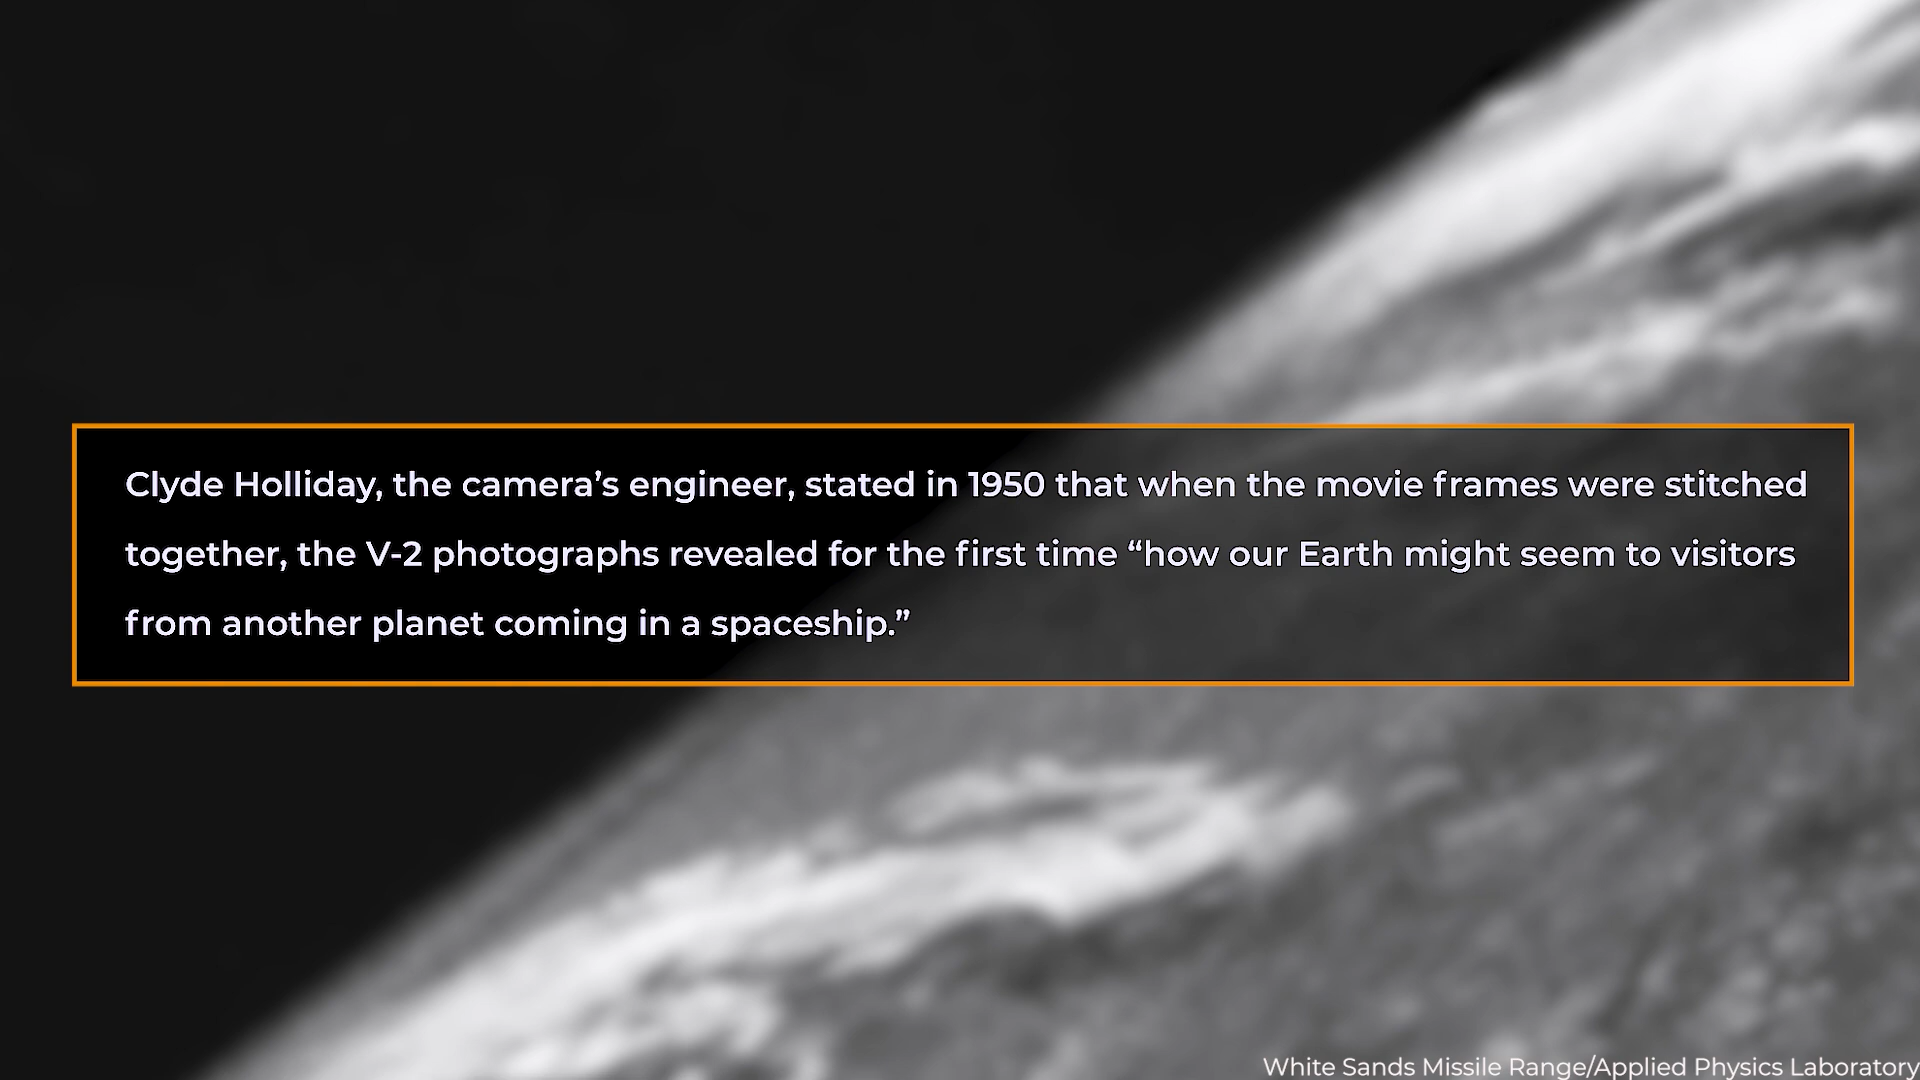 Clyde Holliday, the camera’s engineer, stated in 1950 that when the movie frames were stitched
together, the V-2 photographs revealed for the first time “how our Earth might seem to visitors
from another planet coming in a spaceship.”
White Sands Missile Range/Applied Physics Laboratory